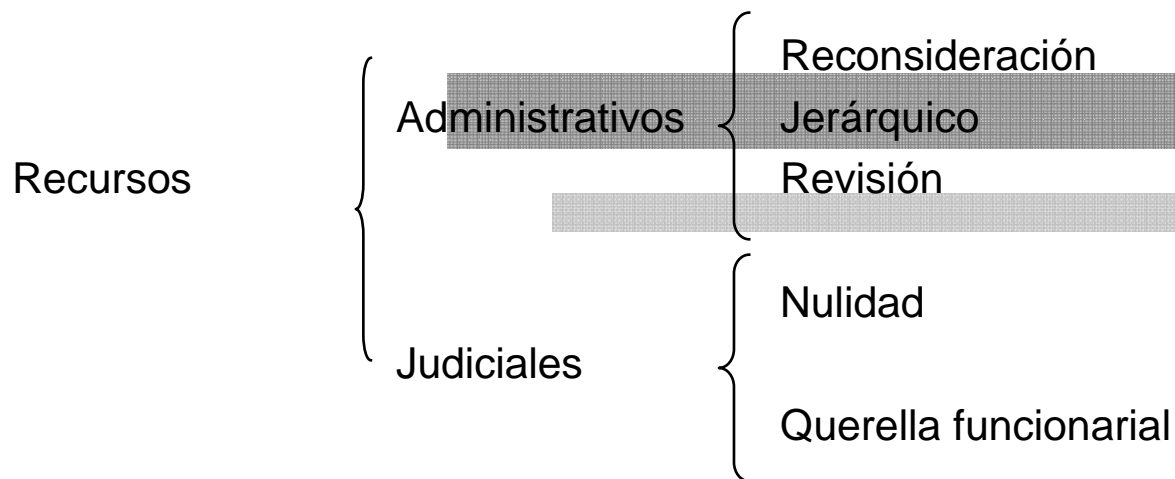 Recursos
Administrativos
Reconsideración
Jerárquico
Revisión
Judiciales
Nulidad
Querella funcionarial